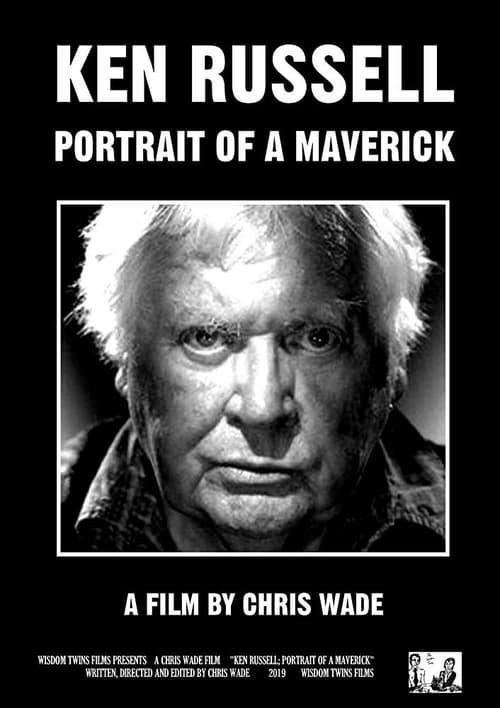 KEN RUSSELL
PORTRAIT OF A MAVERICK
A FILM BY CHRIS WADE
WISDOM TWINS FILMS PRESENTS A CHRIS WADE FILM "KEN RUSSELL; PORTRAIT OF A MAVERICK"
WRITTEN, DIRECTED AND EDITED BY CHRIS WADE 2019 WISDOM TWINS FILMS